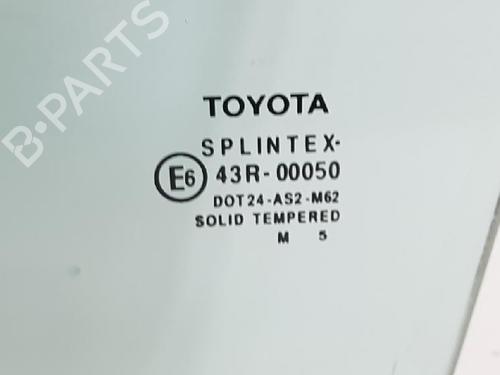 B-PARTS
TOYOTA
SPLINTEX-
E6 43R-00050
DOT24-AS2-M62
SOLID TEMPERED
M 5